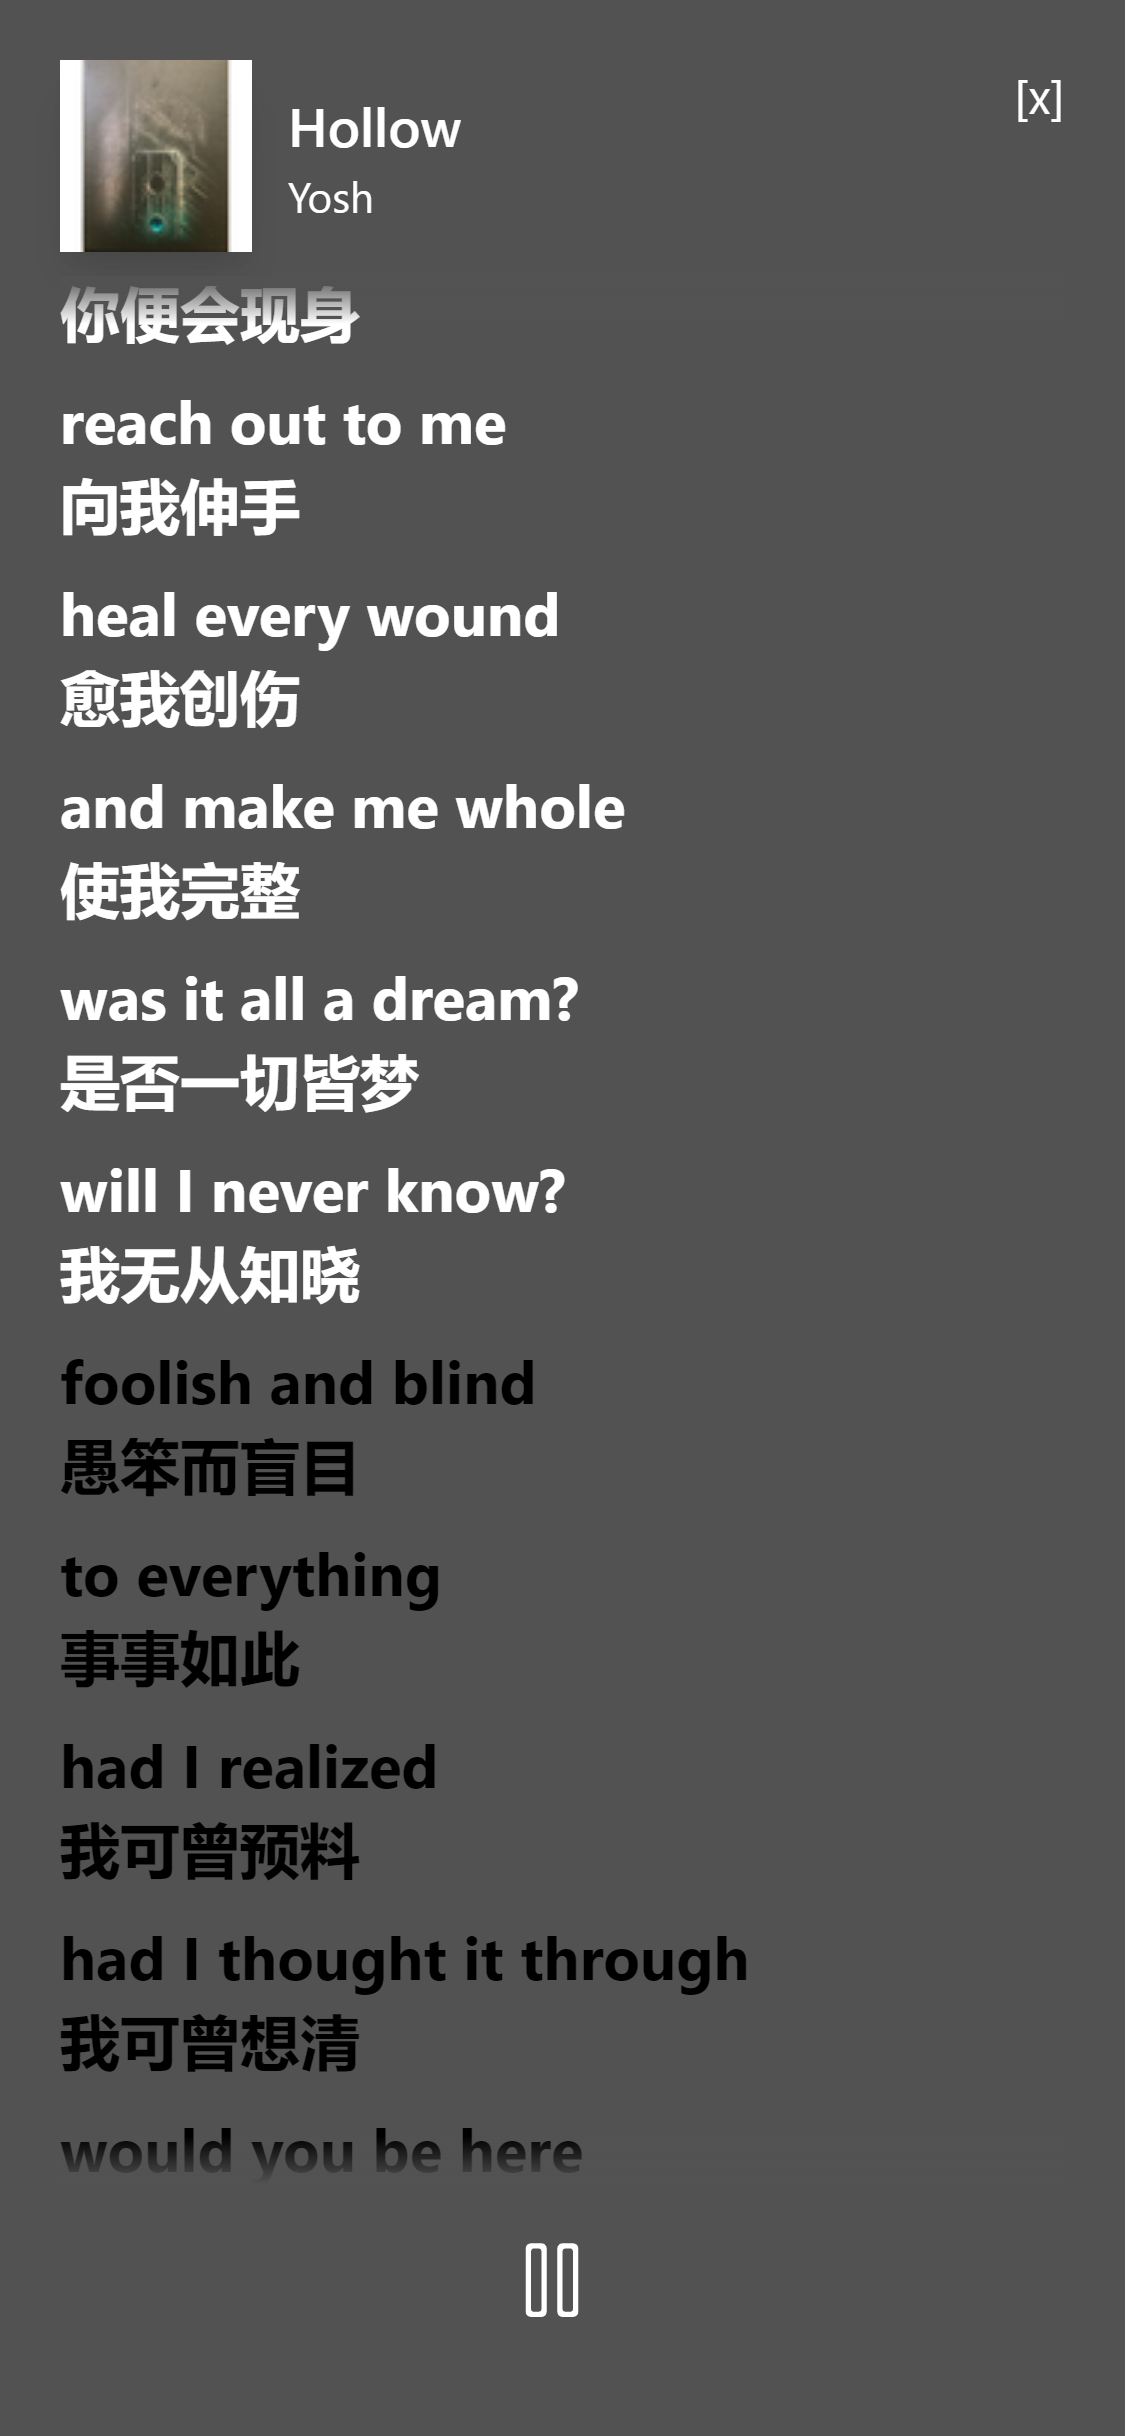 Hollow
[x]
Yosh
你便会现身
reach out to me
向我伸手
heal every wound
愈我创伤
and make me whole
使我完整
was it all a dream?
是否一切皆梦
will I never know?
我无从知晓
foolish and blind
愚笨而盲目
to everything
事事如此
had I realized
我可曾预料
had I thought it through
我可曾想清
would you be here